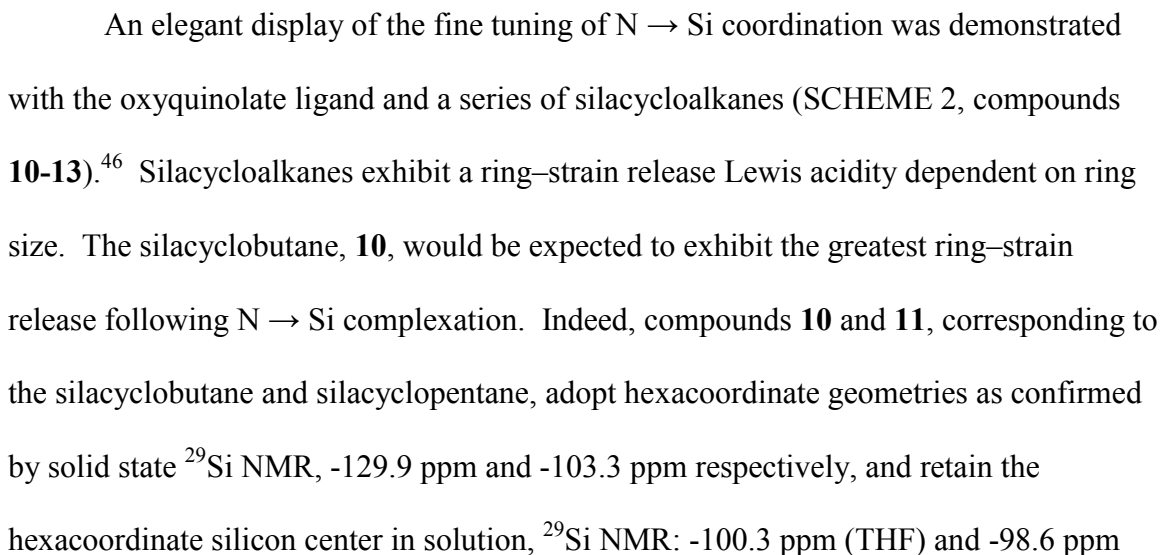 An elegant display of the fine tuning of N → Si coordination was demonstrated
with the oxyquinolate ligand and a series of silacycloalkanes (SCHEME 2, compounds
10-13).46 Silacycloalkanes exhibit a ring–strain release Lewis acidity dependent on ring
size. The silacyclobutane, 10, would be expected to exhibit the greatest ring–strain
release following N → Si complexation. Indeed, compounds 10 and 11, corresponding to
the silacyclobutane and silacyclopentane, adopt hexacoordinate geometries as confirmed
by solid state 29Si NMR, -129.9 ppm and -103.3 ppm respectively, and retain the
hexacoordinate silicon center in solution, 29Si NMR: -100.3 ppm (THF) and -98.6 ppm